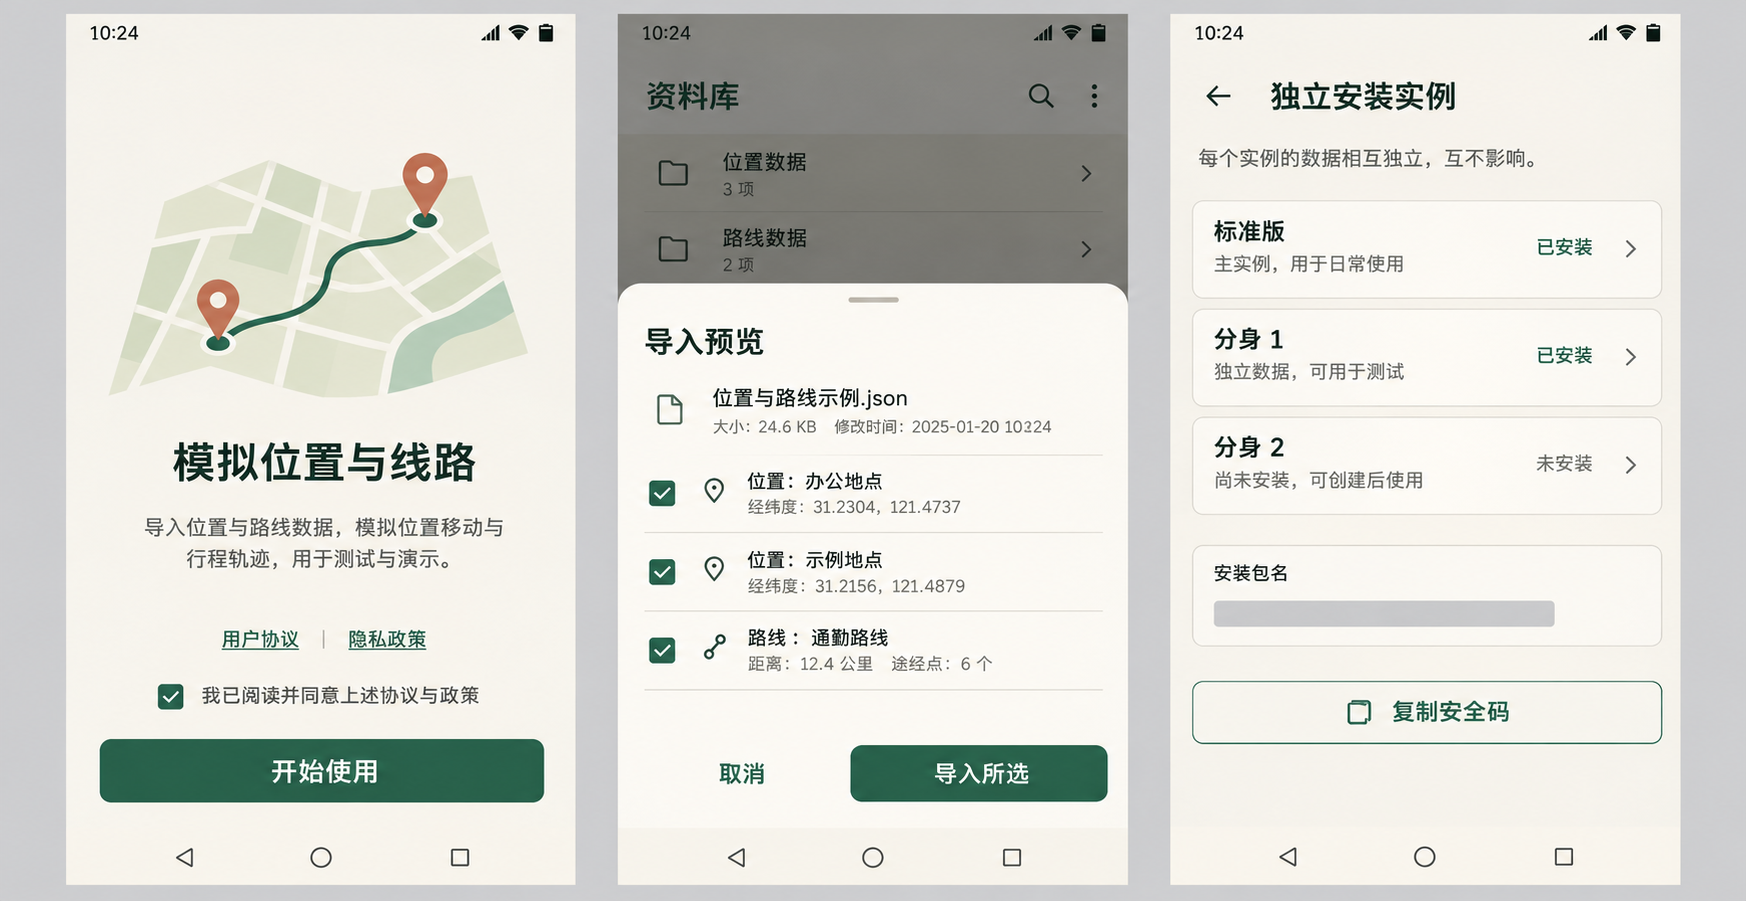 10:24
模拟位置与线路
导入位置与路线数据，模拟位置移动与
行程轨迹，用于测试与演示。
用户协议 | 隐私政策
我已阅读并同意上述协议与政策
开始使用
10:24
资料库
位置数据
3 项
路线数据
2 项
导入预览
位置与路线示例.json
大小：24.6 KB 修改时间：2025-01-20 10:24
位置：办公地点
经纬度：31.2304，121.4737
位置：示例地点
经纬度：31.2156，121.4879
路线：通勤路线
距离：12.4 公里 途经点：6 个
取消
导入所选
10:24
独立安装实例
每个实例的数据相互独立，互不影响。
标准版
主实例，用于日常使用
已安装
分身 1
独立数据，可用于测试
已安装
分身 2
尚未安装，可创建后使用
未安装
安装包名
复制安全码